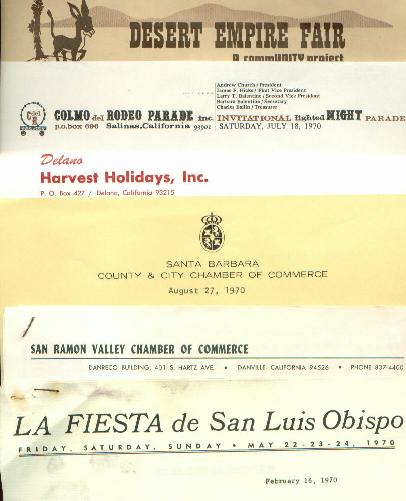 DESERT EMPIRE FAIR
A community project
Andrew Church / President
James F. Hicks / First Vice President
Larry T. Balentine / Second Vice President
Barbara Balentine / Secretary
Charles Ballin / Treasurer
COLMO del RODEO PARADE inc. INVITATIONAL lighted NIGHT PARADE
p.o.box 696 Salinas, California 93901 SATURDAY, JULY 18, 1970
Delano
Harvest Holidays, Inc.
P. O. Box 427 / Delano, California 93215
SANTA BARBARA
COUNTY & CITY CHAMBER OF COMMERCE
August 27, 1970
SAN RAMON VALLEY CHAMBER OF COMMERCE
DANRECO BUILDING, 401 S. HARTZ AVE. • DANVILLE, CALIFORNIA 94526 • PHONE 837-4400
LA FIESTA de San Luis Obispo
FRIDAY, SATURDAY, SUNDAY • MAY 22-23-24, 1970
February 16, 1970